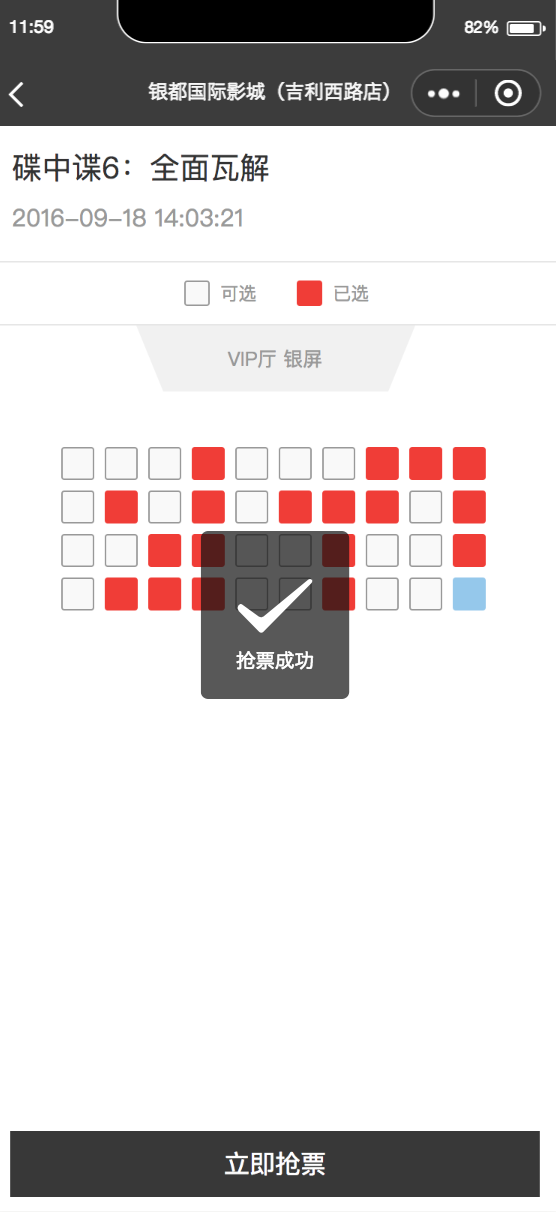 11:59
82%
银都国际影城（吉利西路店）
碟中谍6：全面瓦解
2016-09-18 14:03:21
可选 已选
VIP厅 银屏
抢票成功
立即抢票